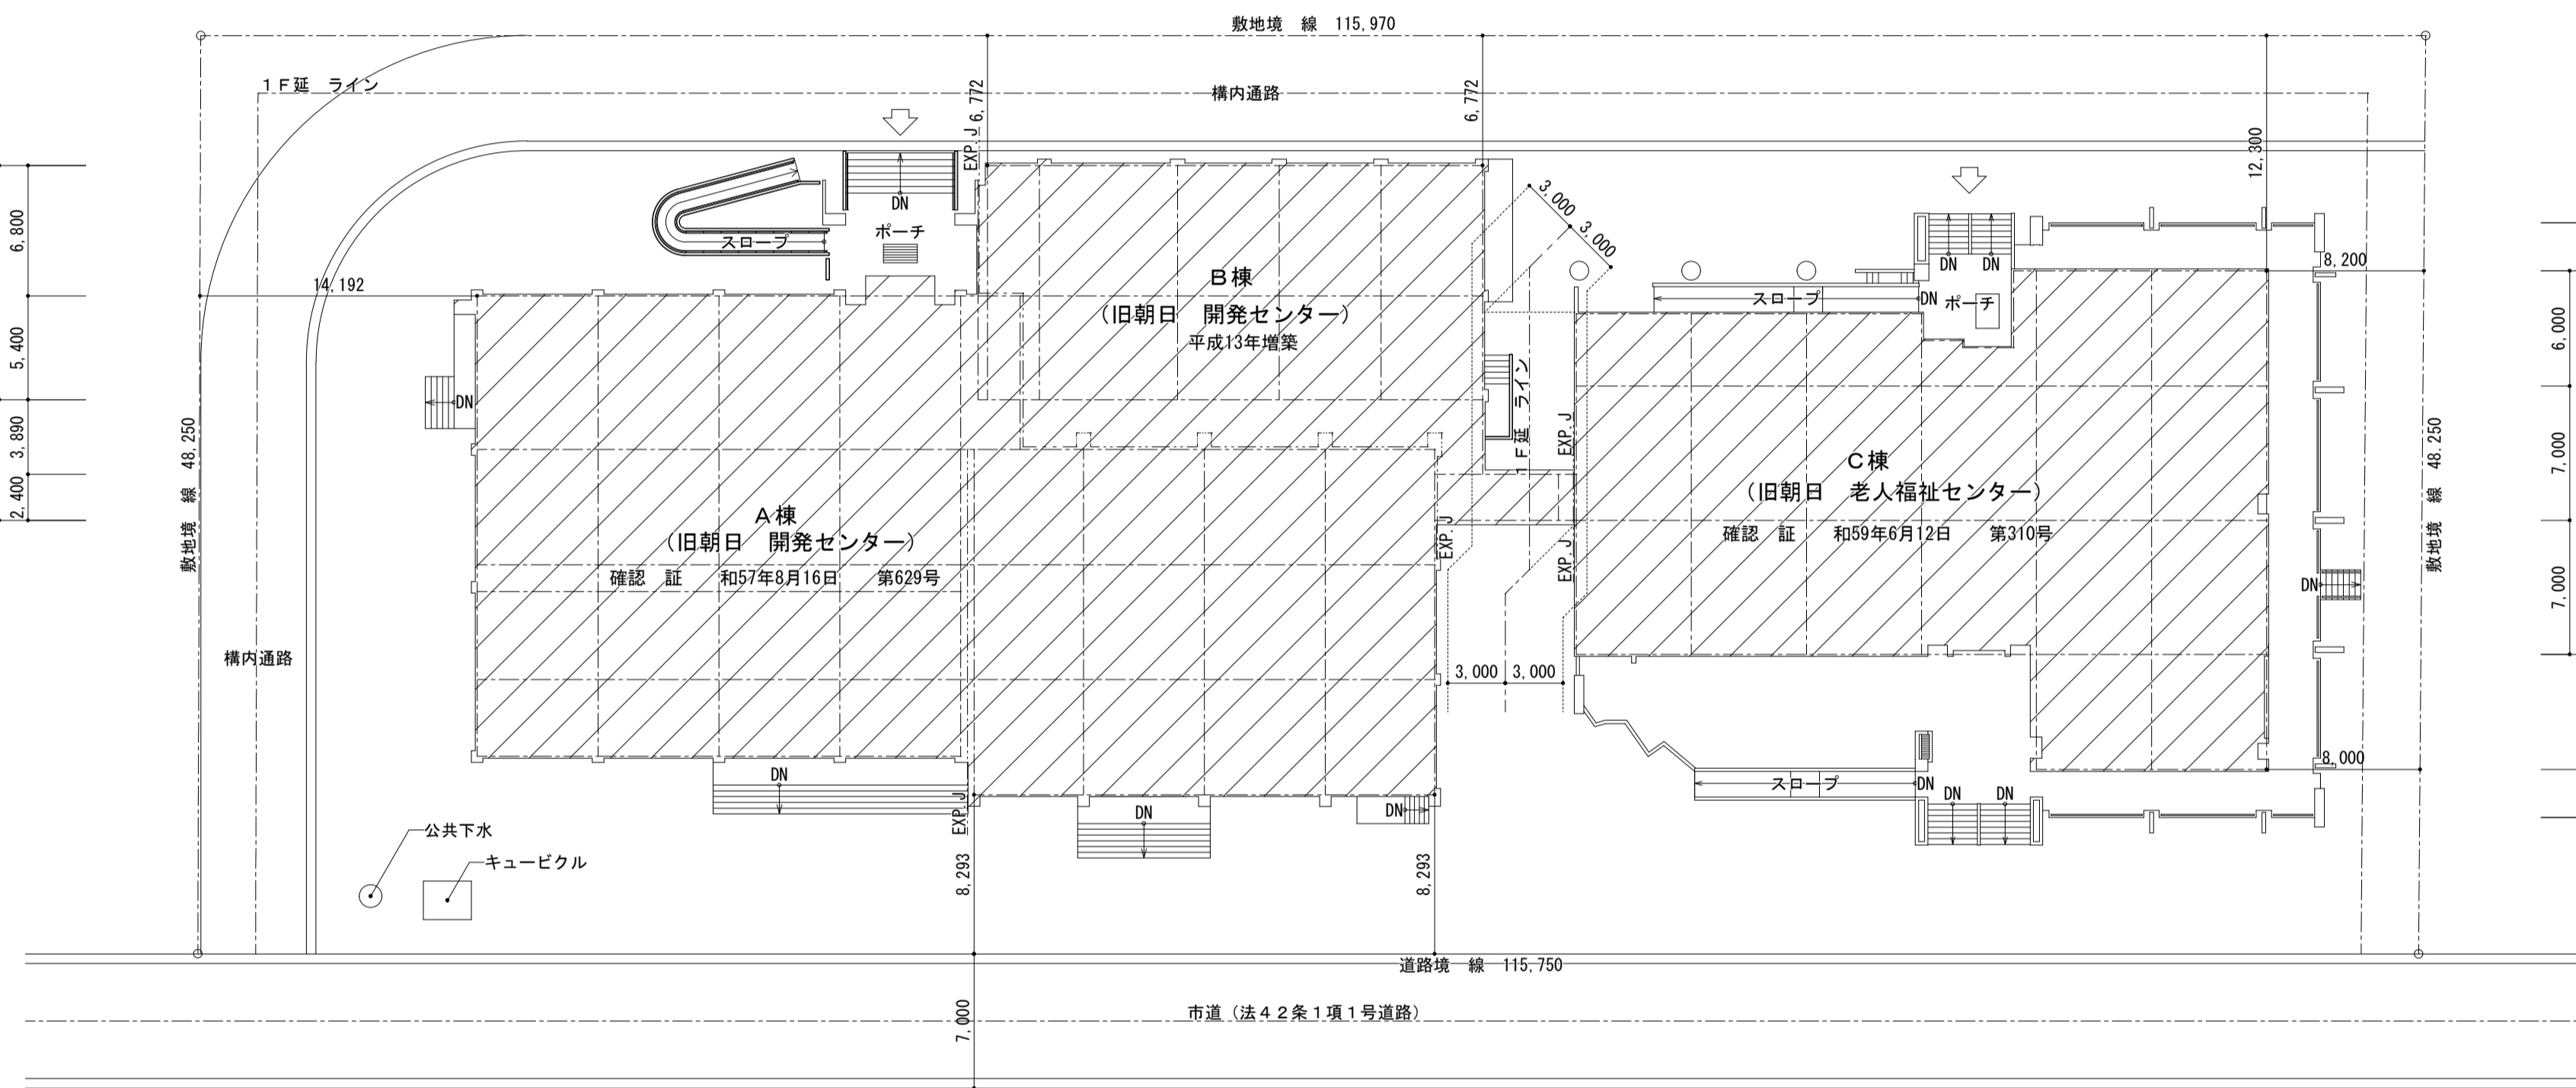 敷地境　線　115,970
１Ｆ延　ライン
構内通路
6,772
6,772
12,300
EXP.J
DN
ポーチ
スロープ
14,192
6,800
5,400
3,890
2,400
敷地境　線　48,250
DN
Ｂ棟
（旧朝日　開発センター）
平成13年増築
3,000
3,000
１Ｆ延　ライン
EXP.J
EXP.J
EXP.J
DN
DN
スロープ
DN
ポーチ
8,200
6,000
7,000
7,000
敷地境　線　48.250
Ｃ棟
（旧朝日　老人福祉センター）
確認　証　　和59年6月12日　　第310号
DN
Ａ棟
（旧朝日　開発センター）
確認　証　　和57年8月16日　　第629号
構内通路
3,000
3,000
DN
EXP.J
DN
DN
スロープ
DN
DN
DN
8,000
公共下水
キュービクル
8,293
8,293
道路境　線　115,750
7,000
市道（法４２条１項１号道路）